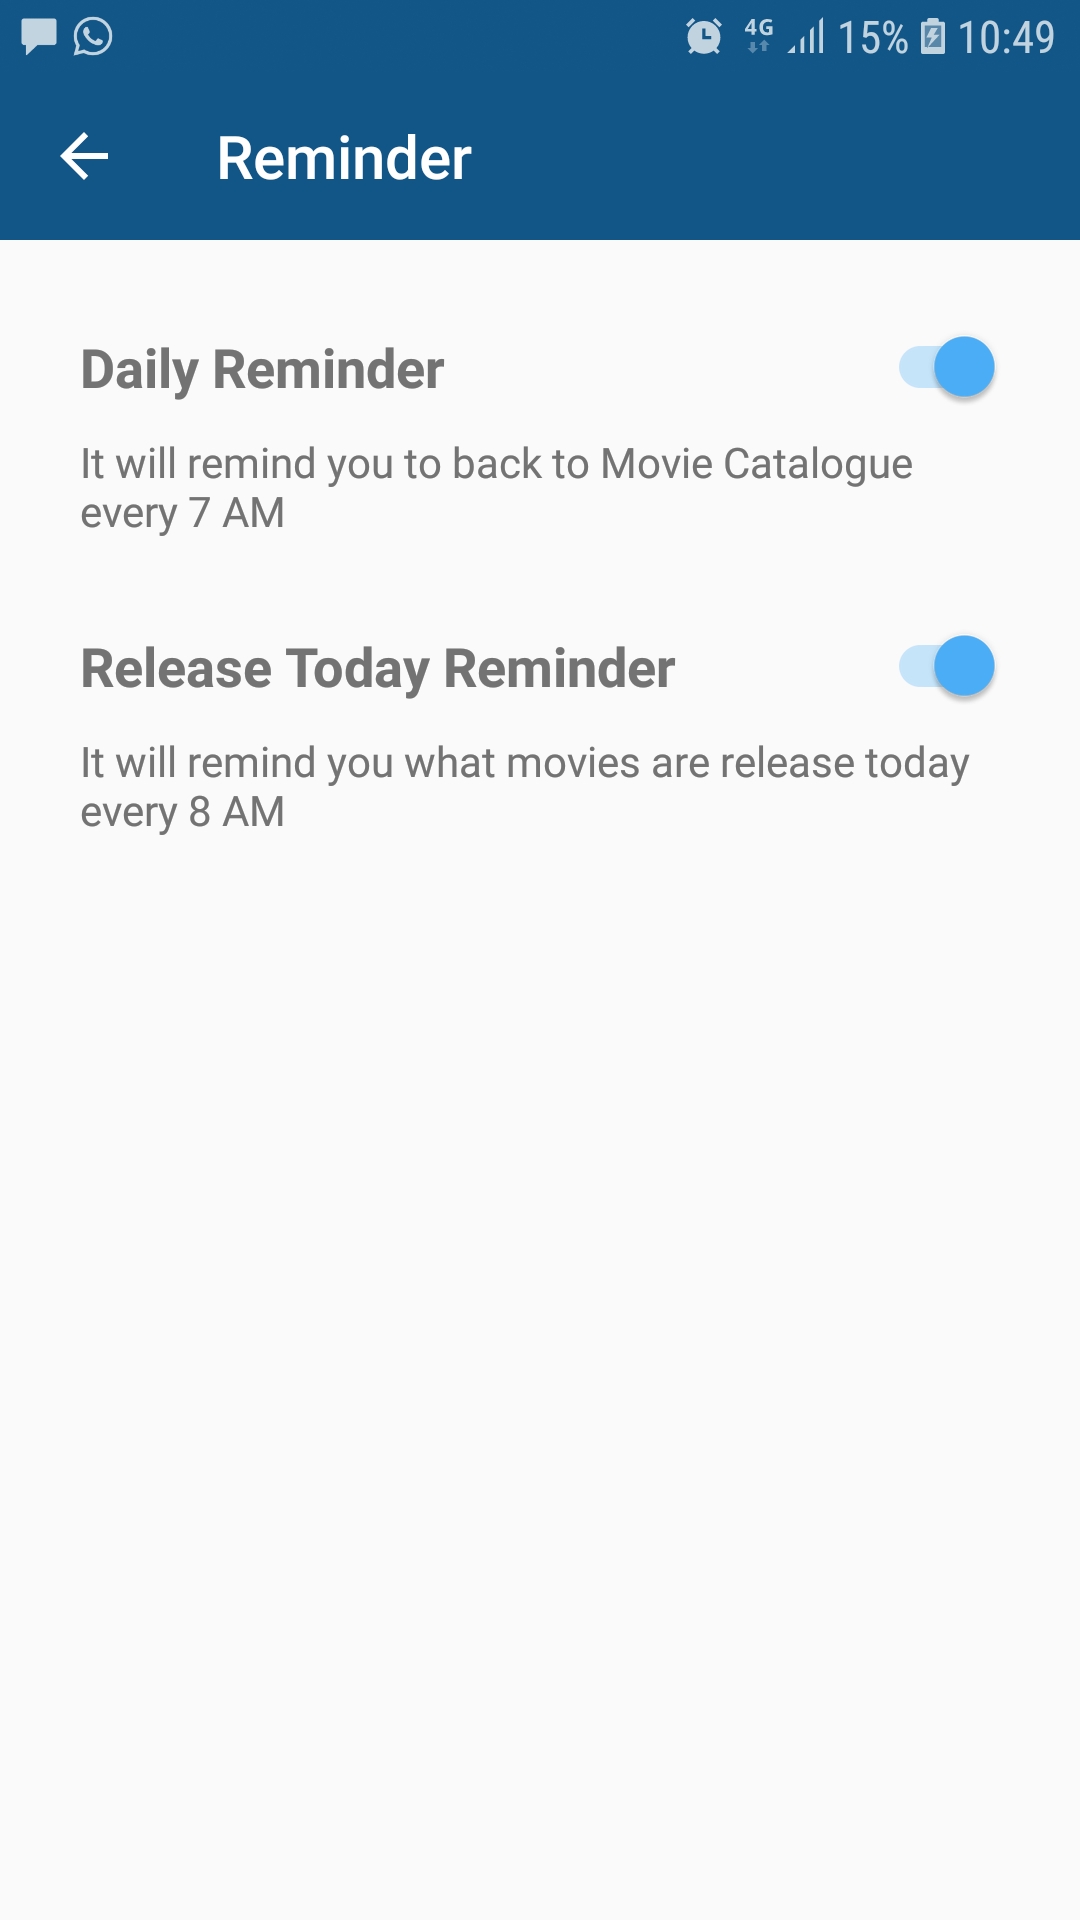 4G 15% 10:49
Reminder
Daily Reminder
It will remind you to back to Movie Catalogue
every 7 AM
Release Today Reminder
It will remind you what movies are release today
every 8 AM